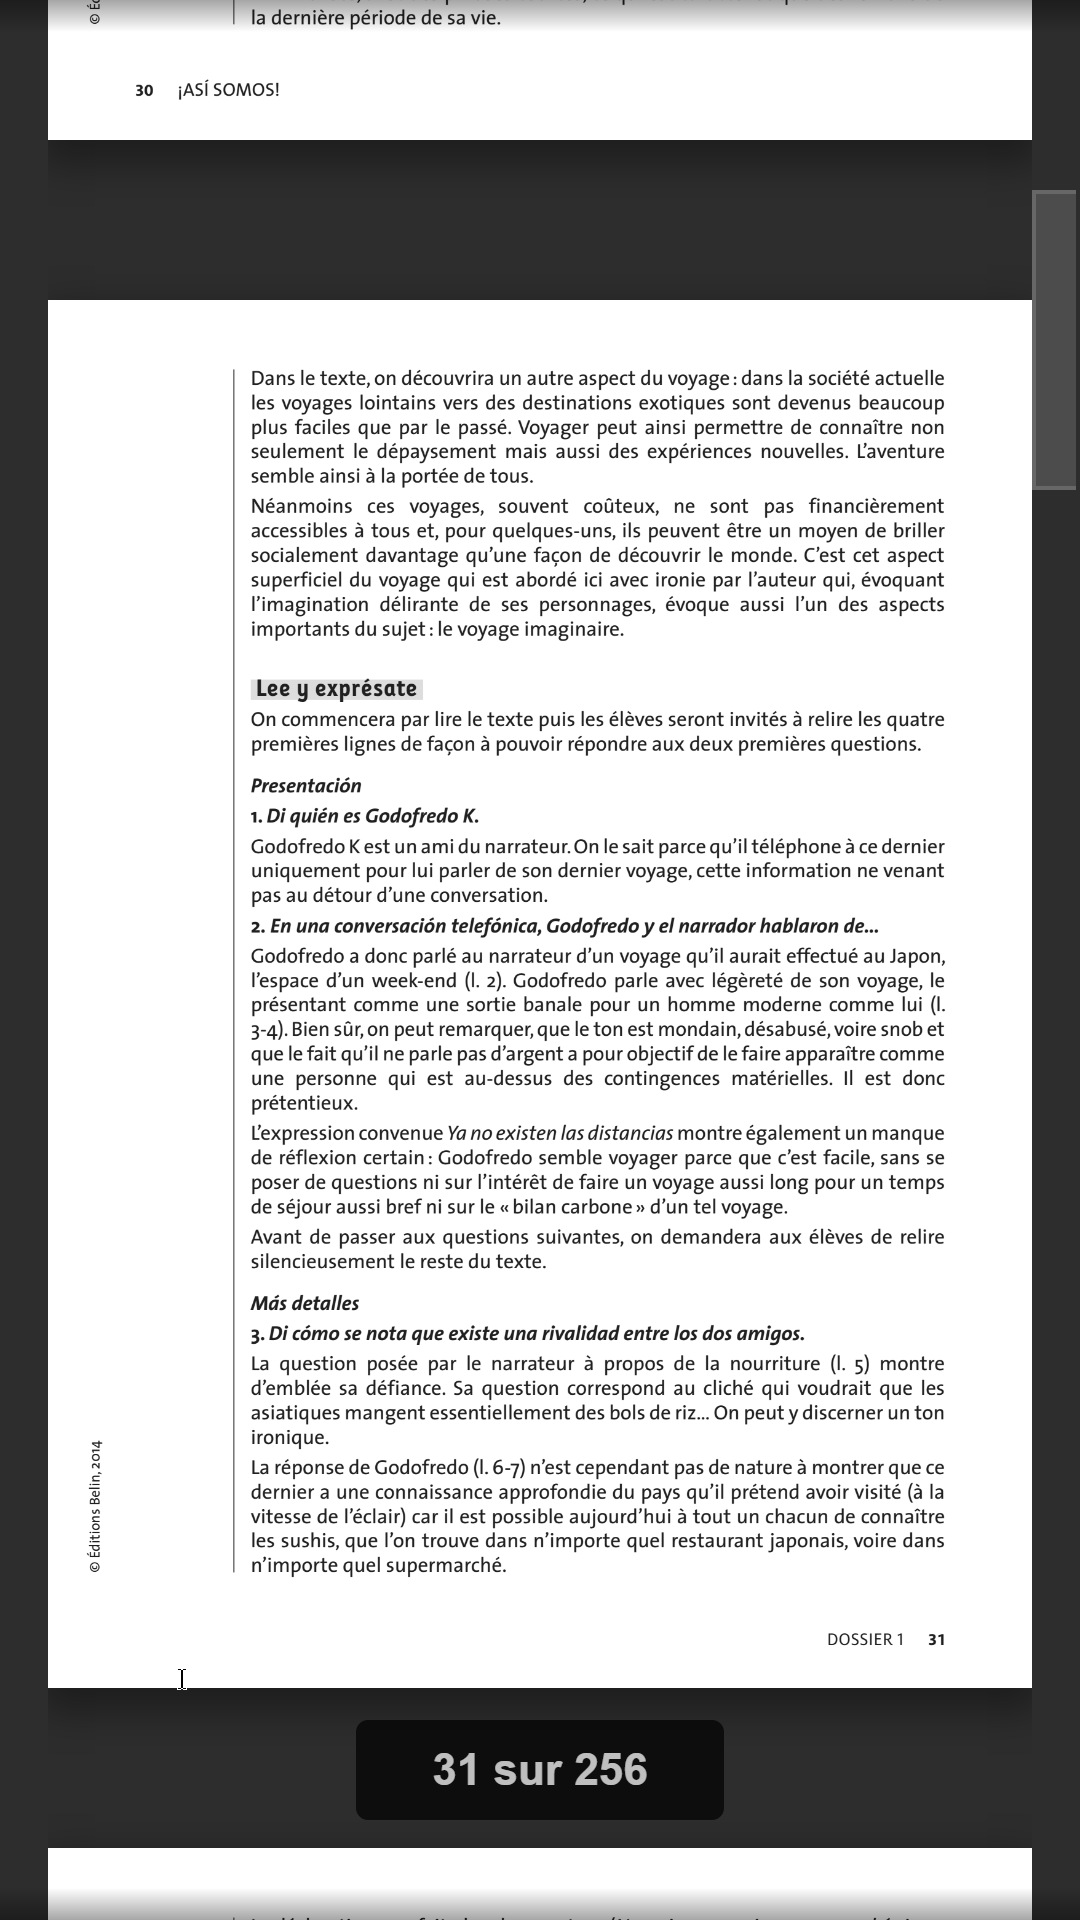 la dernière période de sa vie.
30 ¡ASÍ SOMOS!
Dans le texte, on découvrira un autre aspect du voyage : dans la société actuelle
les voyages lointains vers des destinations exotiques sont devenus beaucoup
plus faciles que par le passé. Voyager peut ainsi permettre de connaître non
seulement le dépaysement mais aussi des expériences nouvelles. L’aventure
semble ainsi à la portée de tous.
Néanmoins ces voyages, souvent coûteux, ne sont pas financièrement
accessibles à tous et, pour quelques-uns, ils peuvent être un moyen de briller
socialement davantage qu’une façon de découvrir le monde. C’est cet aspect
superficiel du voyage qui est abordé ici avec ironie par l’auteur qui, évoquant
l’imagination délirante de ses personnages, évoque aussi l’un des aspects
importants du sujet : le voyage imaginaire.
Lee y exprésate
On commencera par lire le texte puis les élèves seront invités à relire les quatre
premières lignes de façon à pouvoir répondre aux deux premières questions.
Presentación
1. Di quién es Godofredo K.
Godofredo K est un ami du narrateur. On le sait parce qu’il téléphone à ce dernier
uniquement pour lui parler de son dernier voyage, cette information ne venant
pas au détour d’une conversation.
2. En una conversación telefónica, Godofredo y el narrador hablaron de...
Godofredo a donc parlé au narrateur d’un voyage qu’il aurait effectué au Japon,
l’espace d’un week-end (l. 2). Godofredo parle avec légèreté de son voyage, le
présentant comme une sortie banale pour un homme moderne comme lui (l.
3-4). Bien sûr, on peut remarquer, que le ton est mondain, désabusé, voire snob et
que le fait qu’il ne parle pas d’argent a pour objectif de le faire apparaître comme
une personne qui est au-dessus des contingences matérielles. Il est donc
prétentieux.
L’expression convenue Ya no existen las distancias montre également un manque
de réflexion certain : Godofredo semble voyager parce que c’est facile, sans se
poser de questions ni sur l’intérêt de faire un voyage aussi long pour un temps
de séjour aussi bref ni sur le « bilan carbone » d’un tel voyage.
Avant de passer aux questions suivantes, on demandera aux élèves de relire
silencieusement le reste du texte.
Más detalles
3. Di cómo se nota que existe una rivalidad entre los dos amigos.
La question posée par le narrateur à propos de la nourriture (l. 5) montre
d’emblée sa défiance. Sa question correspond au cliché qui voudrait que les
asiatiques mangent essentiellement des bols de riz... On peut y discerner un ton
ironique.
La réponse de Godofredo (l. 6-7) n’est cependant pas de nature à montrer que ce
dernier a une connaissance approfondie du pays qu’il prétend avoir visité (à la
vitesse de l’éclair) car il est possible aujourd’hui à tout un chacun de connaître
les sushis, que l’on trouve dans n’importe quel restaurant japonais, voire dans
n’importe quel supermarché.
© Éditions Belin, 2014
DOSSIER 1 31
31 sur 256